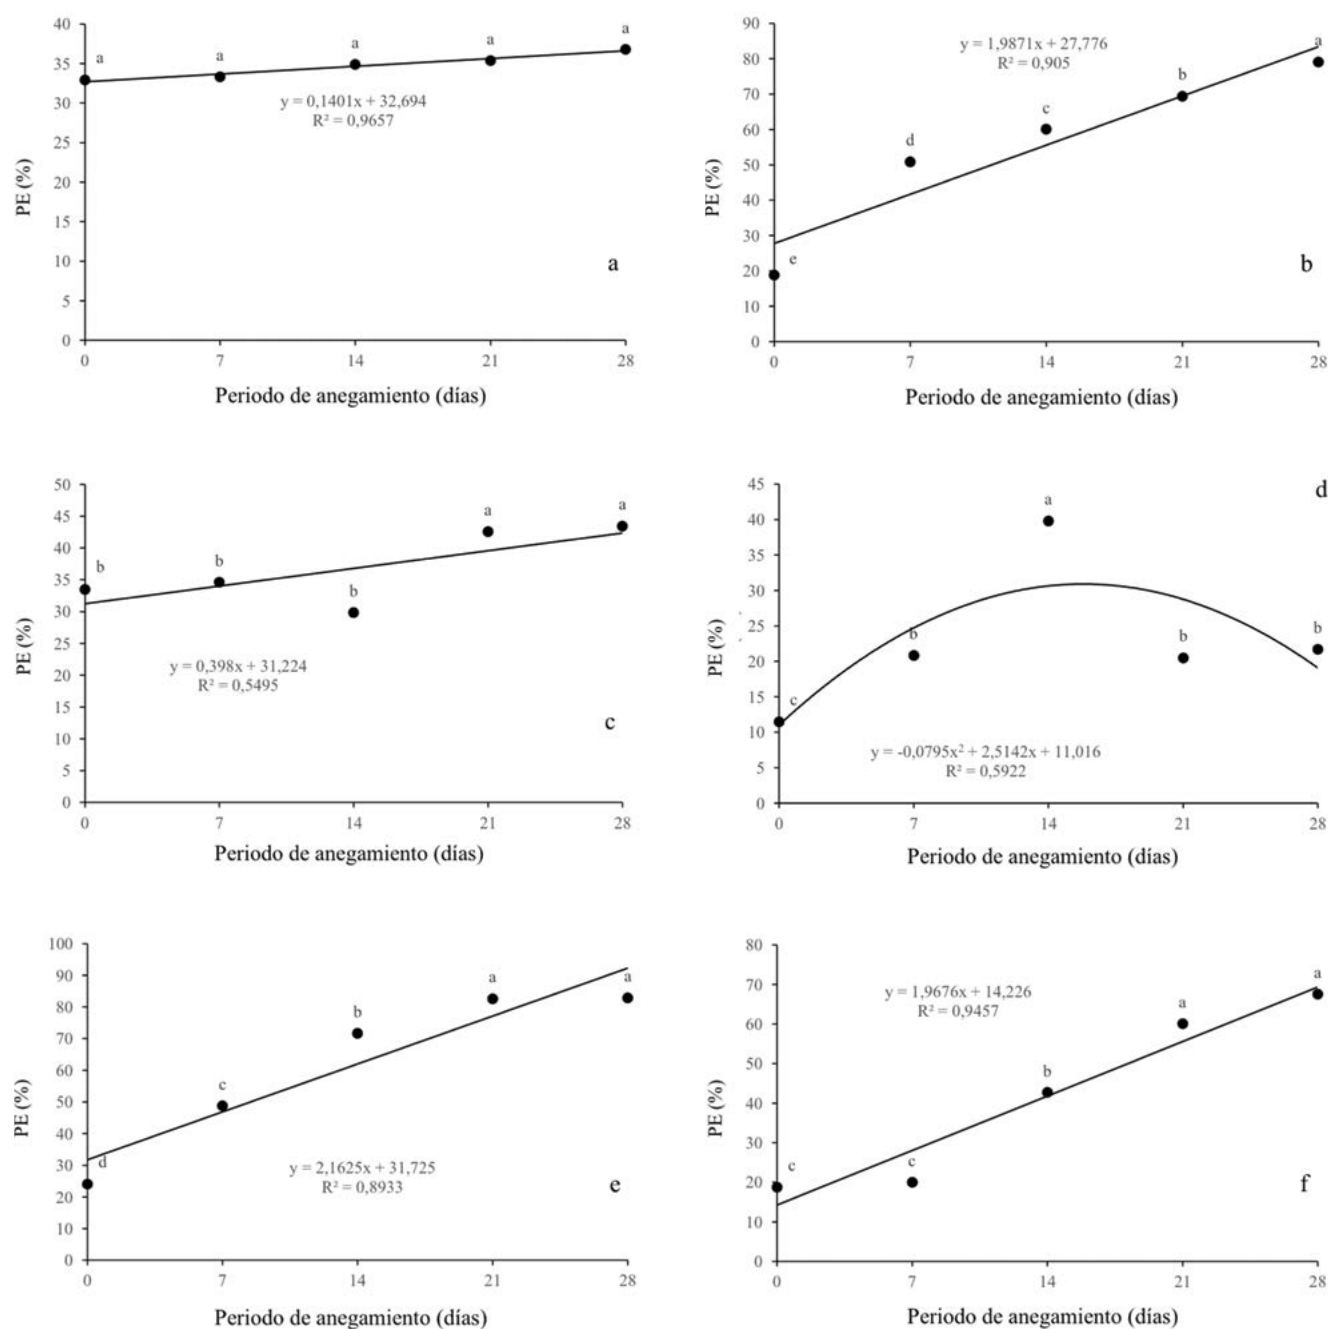 40
35
30
25
20
15
10
5
0
PE (%)
a
a
a
a
a
y = 0,1401x + 32,694
R² = 0,9657
a
0
7
14
21
28
Periodo de anegamiento (días)
90
80
70
60
50
40
30
20
10
0
PE (%)
e
d
c
b
a
y = 1,9871x + 27,776
R² = 0,905
b
0
7
14
21
28
Periodo de anegamiento (días)
50
45
40
35
30
25
20
15
10
5
0
PE (%)
b
b
b
a
a
y = 0,398x + 31,224
R² = 0,5495
c
0
7
14
21
28
Periodo de anegamiento (días)
45
40
35
30
25
20
15
10
5
0
PE (%)
c
b
a
b
b
d
y = -0,0795x² + 2,5142x + 11,016
R² = 0,5922
0
7
14
21
28
Periodo de anegamiento (días)
100
90
80
70
60
50
40
30
20
10
0
PE (%)
d
c
b
a
a
y = 2,1625x + 31,725
R² = 0,8933
e
0
7
14
21
28
Periodo de anegamiento (días)
80
70
60
50
40
30
20
10
0
PE (%)
c
c
b
a
a
y = 1,9676x + 14,226
R² = 0,9457
f
0
7
14
21
28
Periodo de anegamiento (días)